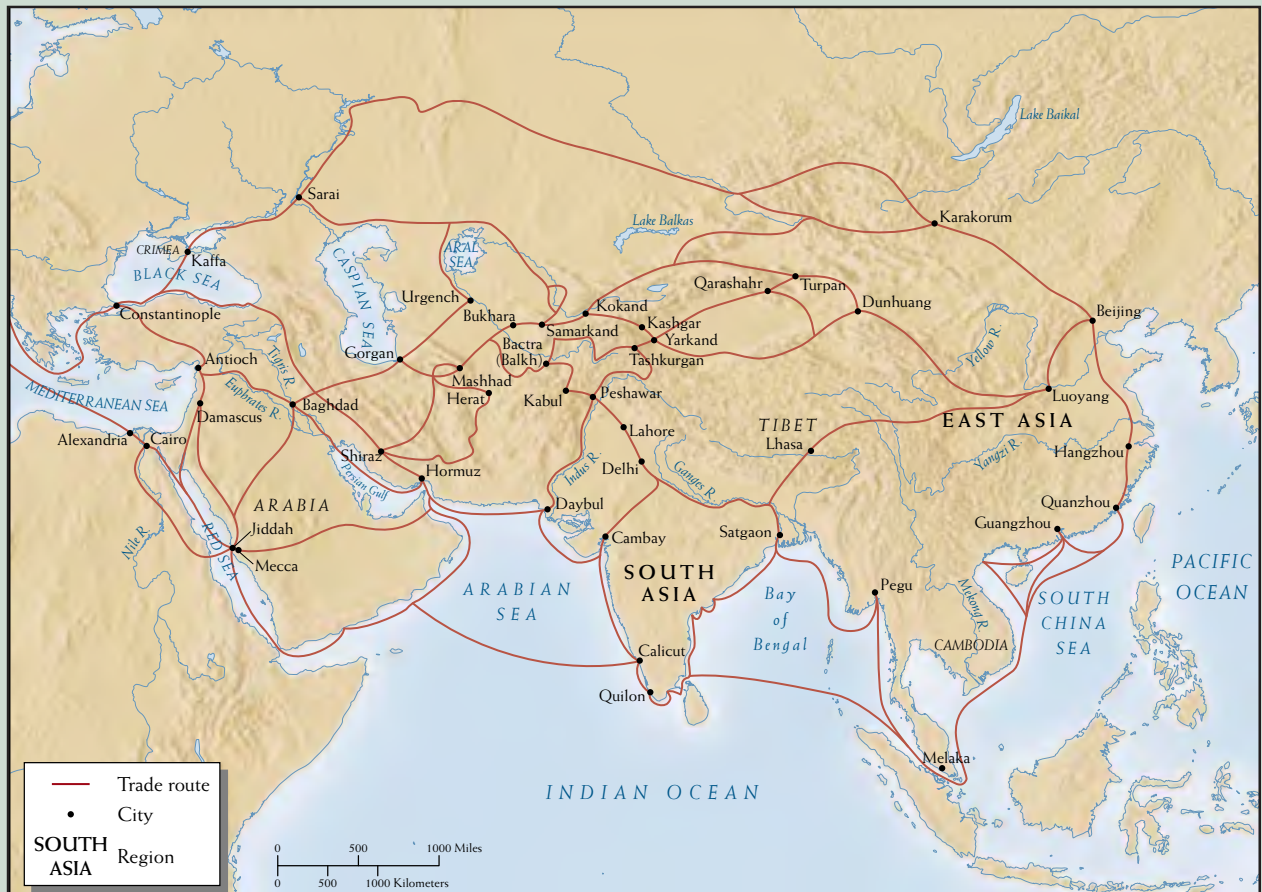 Lake Baikal
Sarai
Lake Balkas
Karakorum
CRIMEA
Kaffa
BLACK SEA
CASPIAN SEA
ARAL
SEA
Constantinople
Urgench
Bukhara
Samarkand
Kokand
Kashgar
Yarkand
Tashkurgan
Qarashahr
Turpan
Dunhuang
Beijing
Yellow R.
Gorgan
Bactra
(Balkh)
Antioch
Tigris R.
Euphrates R.
Mashhad
Herat
Kabul
Peshawar
Luoyang
MEDITERRANEAN SEA
Damascus
Baghdad
EAST ASIA
TIBET
Lhasa
Lahore
Alexandria
Cairo
Shiraz
Hormuz
Persian Gulf
Indus R.
Delhi
Ganges R.
Yangzi R.
Hangzhou
Quanzhou
Guangzhou
ARABIA
Daybul
Nile R
RED SEA
Jiddah
Mecca
Cambay
Satgaon
SOUTH
ASIA
ARABIAN
SEA
Bay
of
Bengal
Pegu
Mekong R.
CAMBODIA
SOUTH
CHINA
SEA
PACIFIC
OCEAN
Calicut
Quilon
Melaka
INDIAN OCEAN
Trade route
City
SOUTH
ASIA
Region
0 500 1000 Miles
0 500 1000 Kilometers